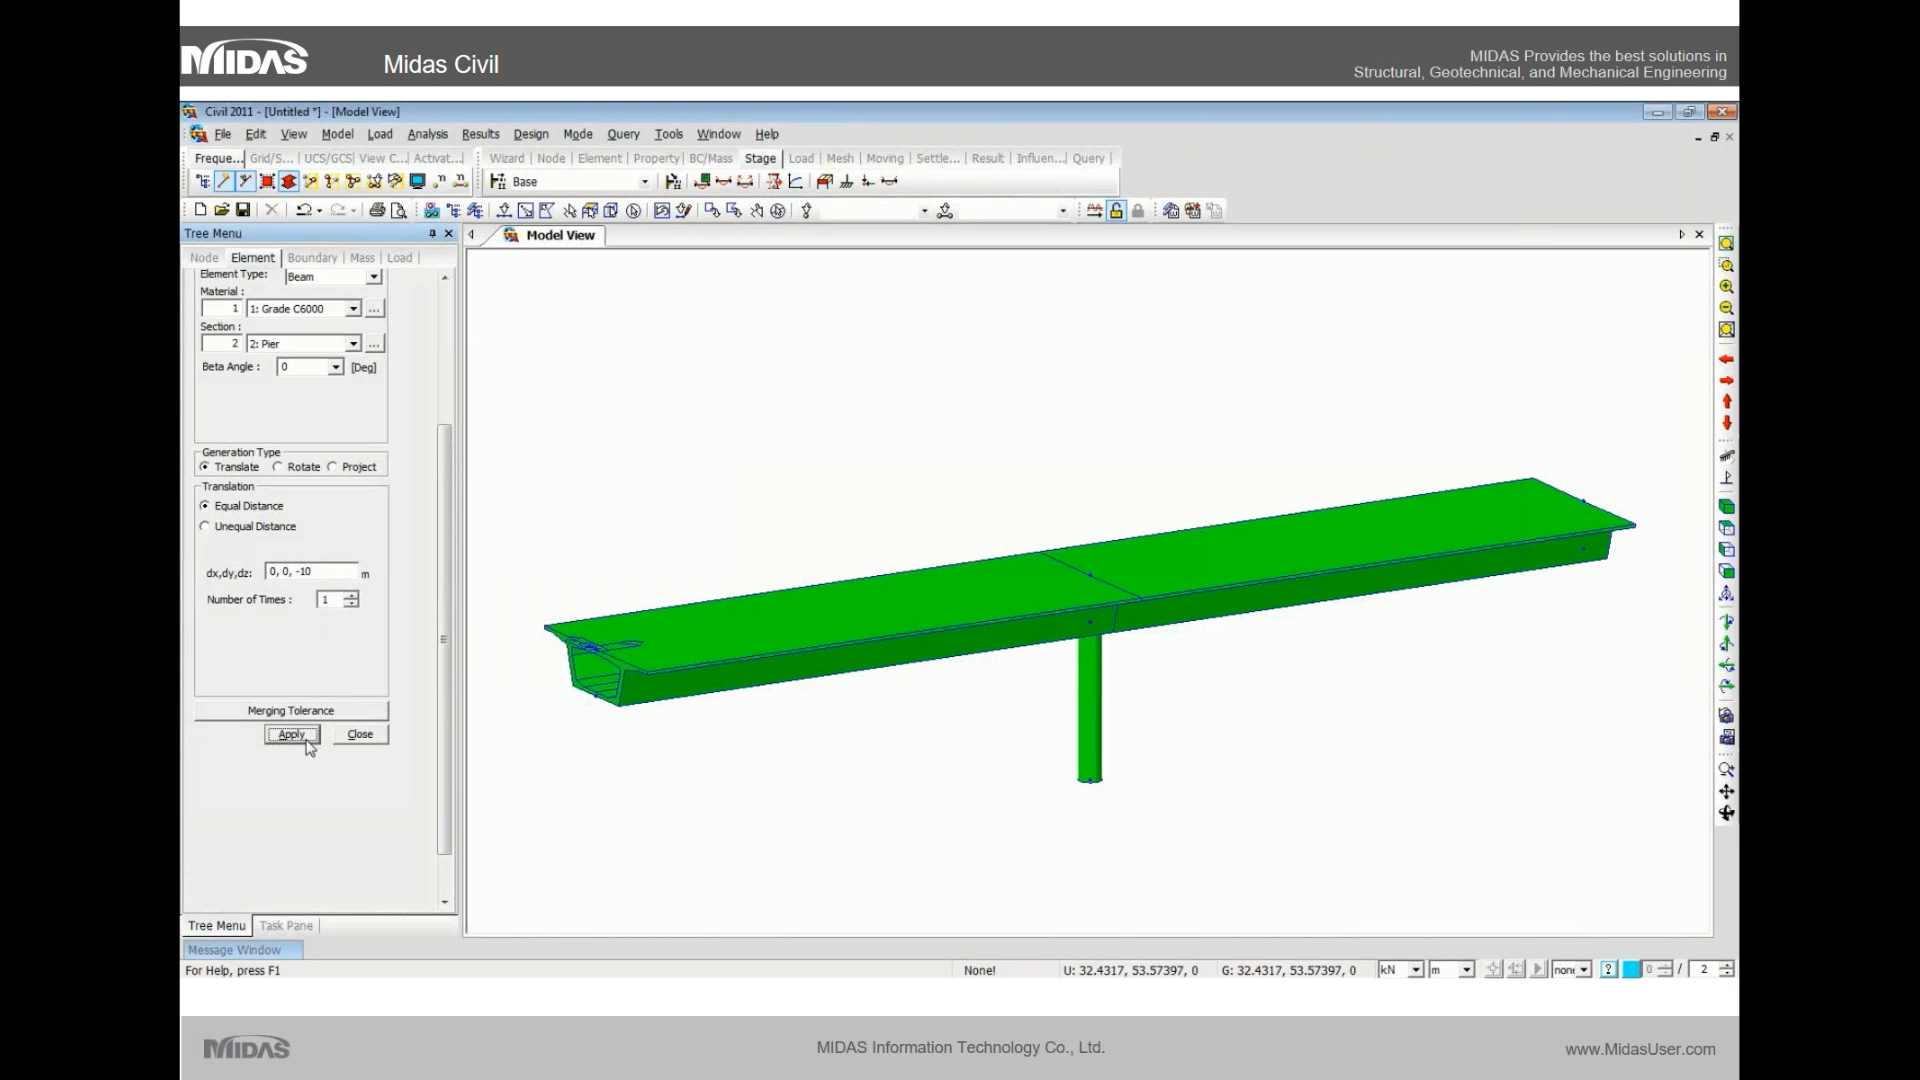 MIDAS
Midas Civil
MIDAS Provides the best solutions in
Structural, Geotechnical, and Mechanical Engineering
Civil 2011 - [Untitled *] - [Model View]
File Edit View Model Load Analysis Results Design Mode Query Tools Window Help
Freque... Grid/S... UCS/GCS View C... Activat... Wizard Node Element Property BC/Mass Stage Load Mesh Moving Settle... Result Influen... Query
Base
Tree Menu
Model View
Node Element Boundary Mass Load
Element Type: Beam
Material :
1 1: Grade C6000 ...
Section :
2 2: Pier ...
Beta Angle : 0 [Deg]
Generation Type
Translate Rotate Project
Translation
Equal Distance
Unequal Distance
dx,dy,dz: 0, 0, -10 m
Number of Times : 1
Merging Tolerance
Apply Close
Tree Menu Task Pane
Message Window
For Help, press F1 None! U: 32.4317, 53.57397, 0 G: 32.4317, 53.57397, 0 kN m none ? 0 / 2
MIDAS
MIDAS Information Technology Co., Ltd.
www.MidasUser.com